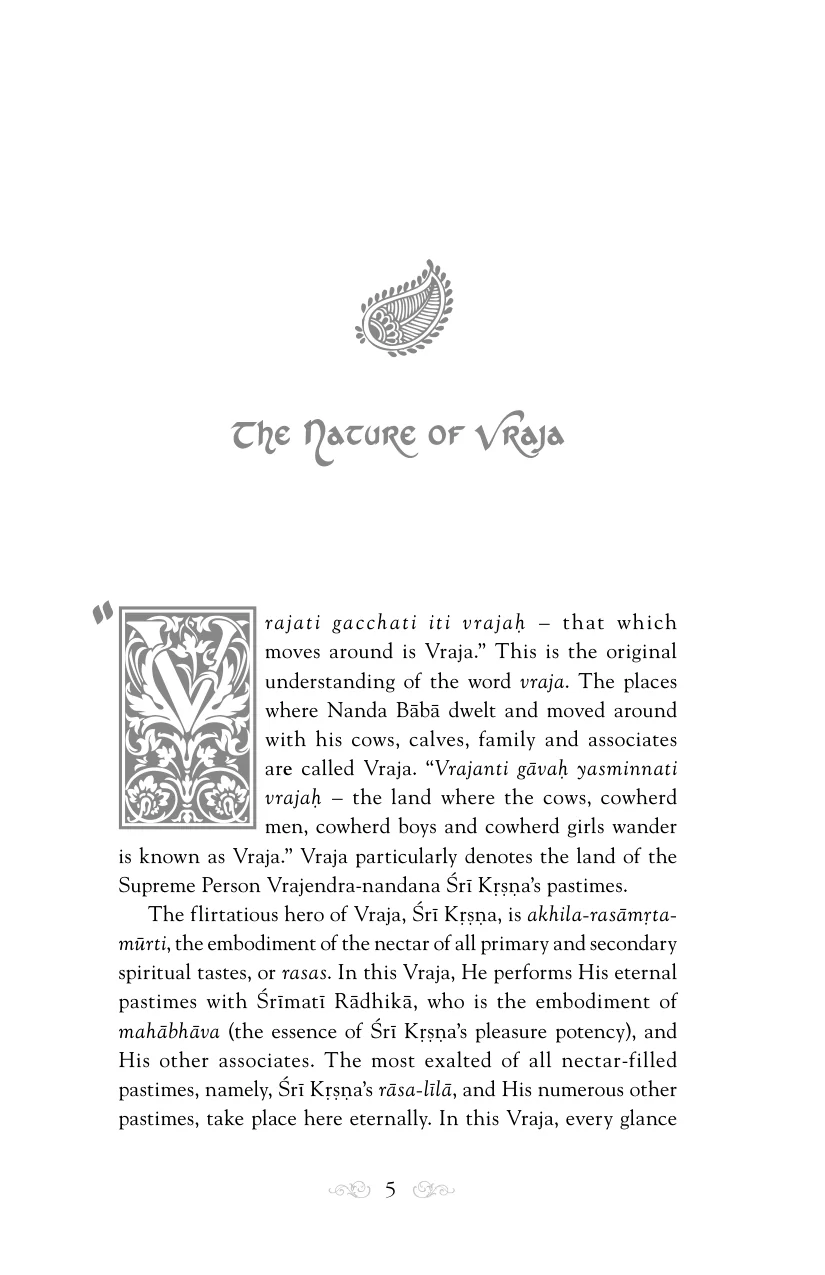 The Nature of Vraja
“Vrajati gacchati iti vrajaḥ – that which
moves around is Vraja.” This is the original
understanding of the word vraja. The places
where Nanda Bābā dwelt and moved around
with his cows, calves, family and associates
are called Vraja. “Vrajanti gāvaḥ yasminnati
vrajaḥ – the land where the cows, cowherd
men, cowherd boys and cowherd girls wander
is known as Vraja.” Vraja particularly denotes the land of the
Supreme Person Vrajendra-nandana Śrī Kṛṣṇa’s pastimes.
The flirtatious hero of Vraja, Śrī Kṛṣṇa, is akhila-rasāmṛta-
mūrti, the embodiment of the nectar of all primary and secondary
spiritual tastes, or rasas. In this Vraja, He performs His eternal
pastimes with Śrīmatī Rādhikā, who is the embodiment of
mahābhāva (the essence of Śrī Kṛṣṇa’s pleasure potency), and
His other associates. The most exalted of all nectar-filled
pastimes, namely, Śrī Kṛṣṇa’s rāsa-līlā, and His numerous other
pastimes, take place here eternally. In this Vraja, every glance
5